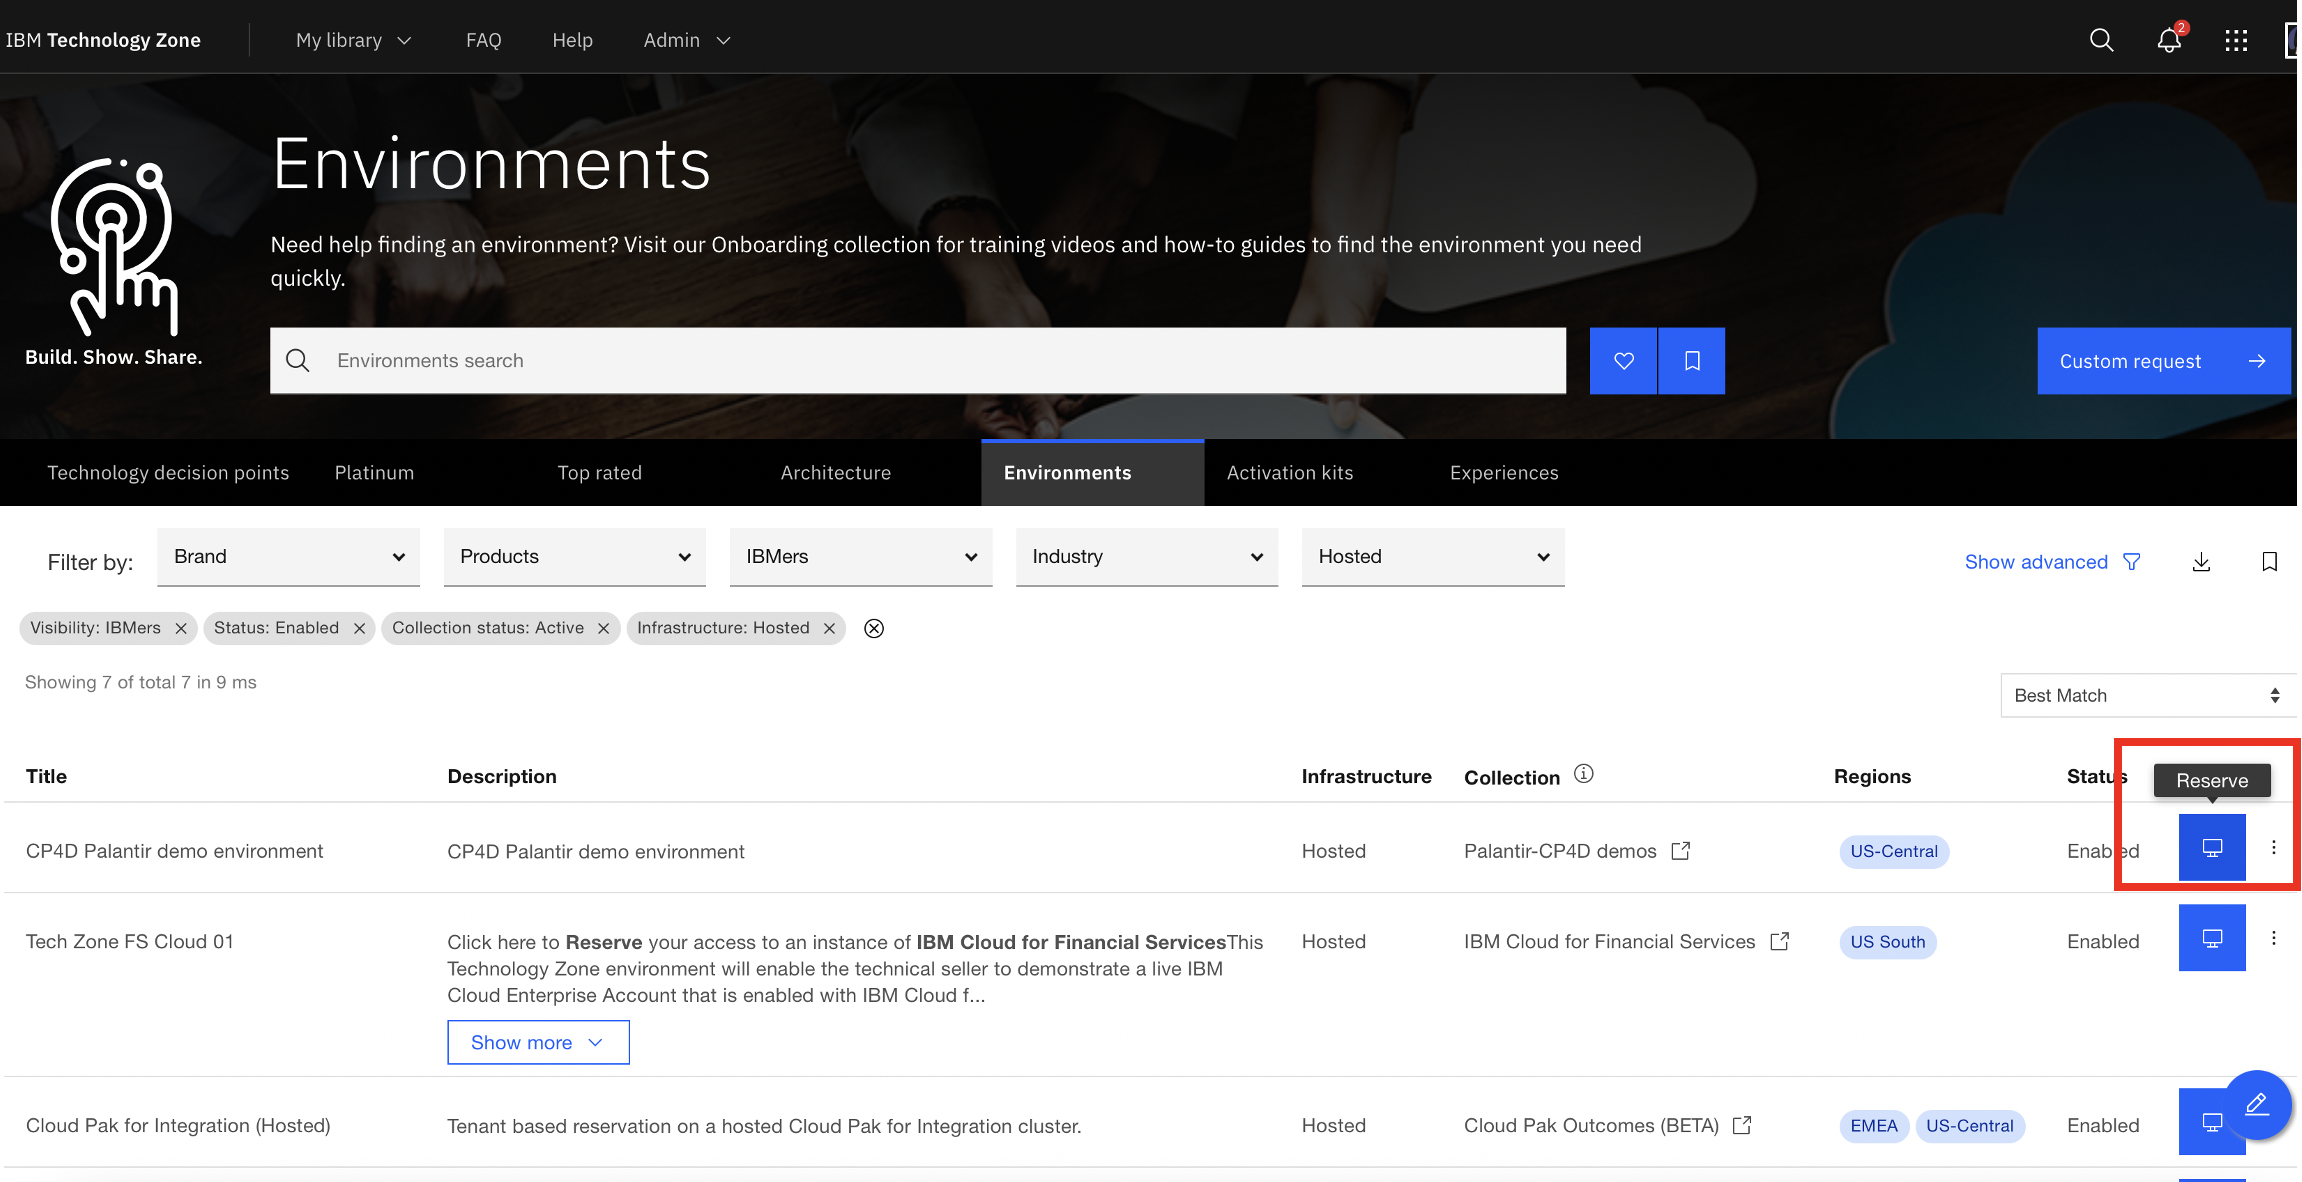 IBM Technology Zone
My library
FAQ
Help
Admin
2
Environments
Need help finding an environment? Visit our Onboarding collection for training videos and how-to guides to find the environment you need
quickly.
Build. Show. Share.
Environments search
Custom request
Technology decision points
Platinum
Top rated
Architecture
Environments
Activation kits
Experiences
Filter by:
Brand
Products
IBMers
Industry
Hosted
Show advanced
Visibility: IBMers
Status: Enabled
Collection status: Active
Infrastructure: Hosted
Showing 7 of total 7 in 9 ms
Best Match
Title
Description
Infrastructure
Collection
Regions
Status
Reserve
CP4D Palantir demo environment
CP4D Palantir demo environment
Hosted
Palantir-CP4D demos
US-Central
Enabled
Tech Zone FS Cloud 01
Click here to Reserve your access to an instance of IBM Cloud for Financial ServicesThis
Technology Zone environment will enable the technical seller to demonstrate a live IBM
Cloud Enterprise Account that is enabled with IBM Cloud f...
Show more
Hosted
IBM Cloud for Financial Services
US South
Enabled
Cloud Pak for Integration (Hosted)
Tenant based reservation on a hosted Cloud Pak for Integration cluster.
Hosted
Cloud Pak Outcomes (BETA)
EMEA
US-Central
Enabled